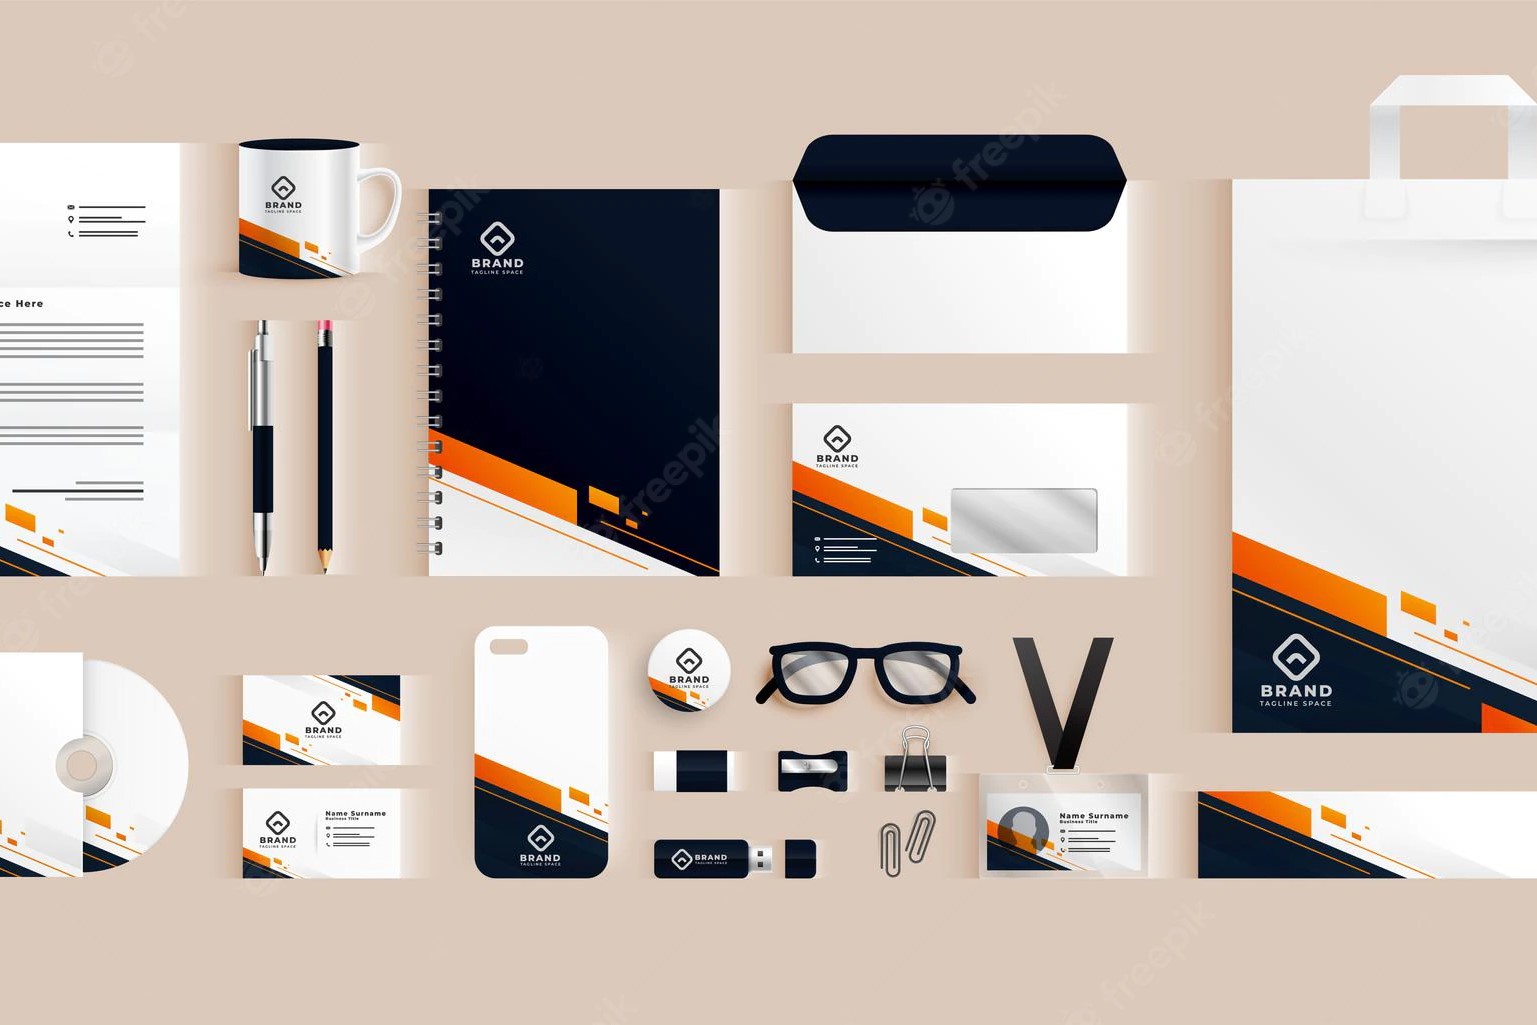 ce Here
BRAND
TAGLINE SPACE
BRAND
TAGLINE SPACE
BRAND
TAGLINE SPACE
BRAND
TAGLINE SPACE
BRAND
TAGLINE SPACE
BRAND
TAGLINE SPACE
Name Surname
Business Title
BRAND
TAGLINE SPACE
BRAND
TAGLINE SPACE
BRAND
TAGLINE SPACE
Name Surname
Business Title
BRAND
TAGLINE SPACE
freepik
freepik
freepik
freepik
freepik
freepik